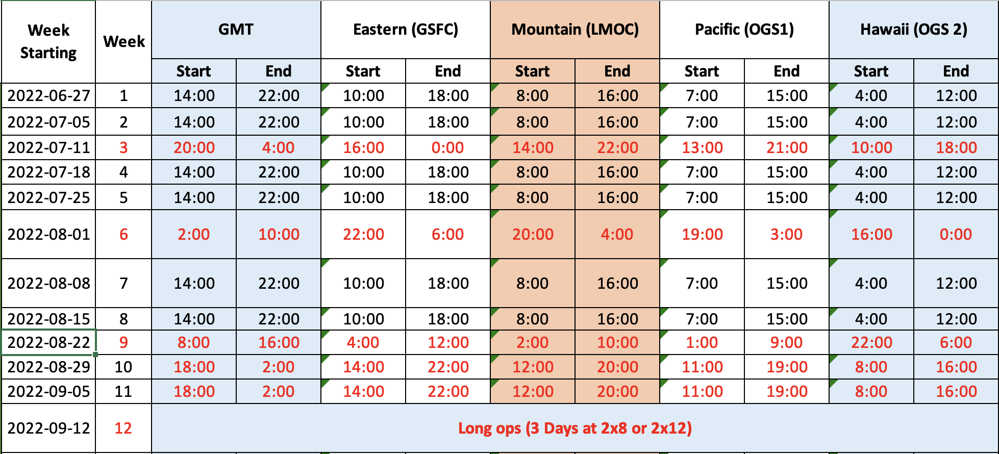 Week Starting Week GMT Eastern (GSFC) Mountain (LMOC) Pacific (OGS1) Hawaii (OGS 2)
Start End Start End Start End Start End Start End
2022-06-27 1 14:00 22:00 10:00 18:00 8:00 16:00 7:00 15:00 4:00 12:00
2022-07-05 2 14:00 22:00 10:00 18:00 8:00 16:00 7:00 15:00 4:00 12:00
2022-07-11 3 20:00 4:00 16:00 0:00 14:00 22:00 13:00 21:00 10:00 18:00
2022-07-18 4 14:00 22:00 10:00 18:00 8:00 16:00 7:00 15:00 4:00 12:00
2022-07-25 5 14:00 22:00 10:00 18:00 8:00 16:00 7:00 15:00 4:00 12:00
2022-08-01 6 2:00 10:00 22:00 6:00 20:00 4:00 19:00 3:00 16:00 0:00
2022-08-08 7 14:00 22:00 10:00 18:00 8:00 16:00 7:00 15:00 4:00 12:00
2022-08-15 8 14:00 22:00 10:00 18:00 8:00 16:00 7:00 15:00 4:00 12:00
2022-08-22 9 8:00 16:00 4:00 12:00 2:00 10:00 1:00 9:00 22:00 6:00
2022-08-29 10 18:00 2:00 14:00 22:00 12:00 20:00 11:00 19:00 8:00 16:00
2022-09-05 11 18:00 2:00 14:00 22:00 12:00 20:00 11:00 19:00 8:00 16:00
2022-09-12 12 Long ops (3 Days at 2x8 or 2x12)